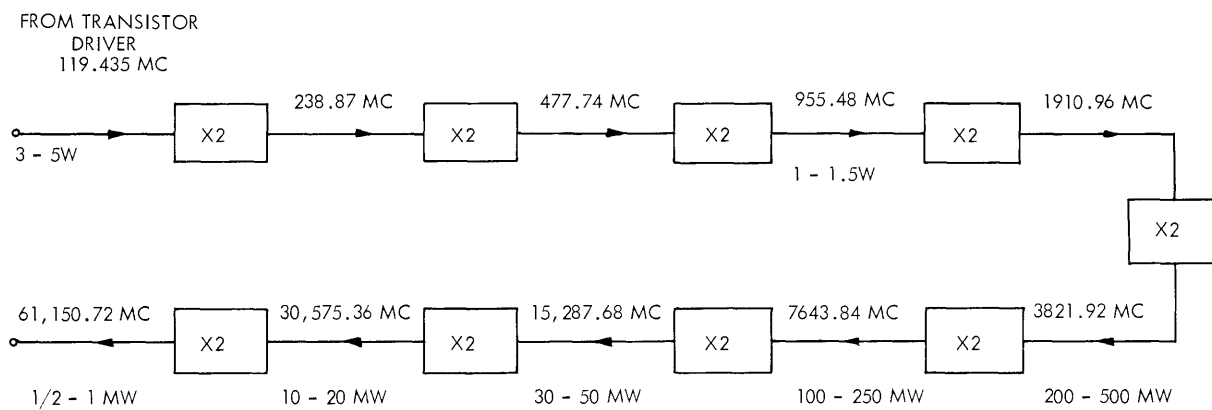 FROM TRANSISTOR
DRIVER
119.435 MC
238.87 MC
477.74 MC
955.48 MC
1910.96 MC
X2
X2
X2
X2
3 - 5W
1 - 1.5W
X2
61,150.72 MC
30,575.36 MC
15,287.68 MC
7643.84 MC
3821.92 MC
X2
X2
X2
X2
1/2 - 1 MW
10 - 20 MW
30 - 50 MW
100 - 250 MW
200 - 500 MW